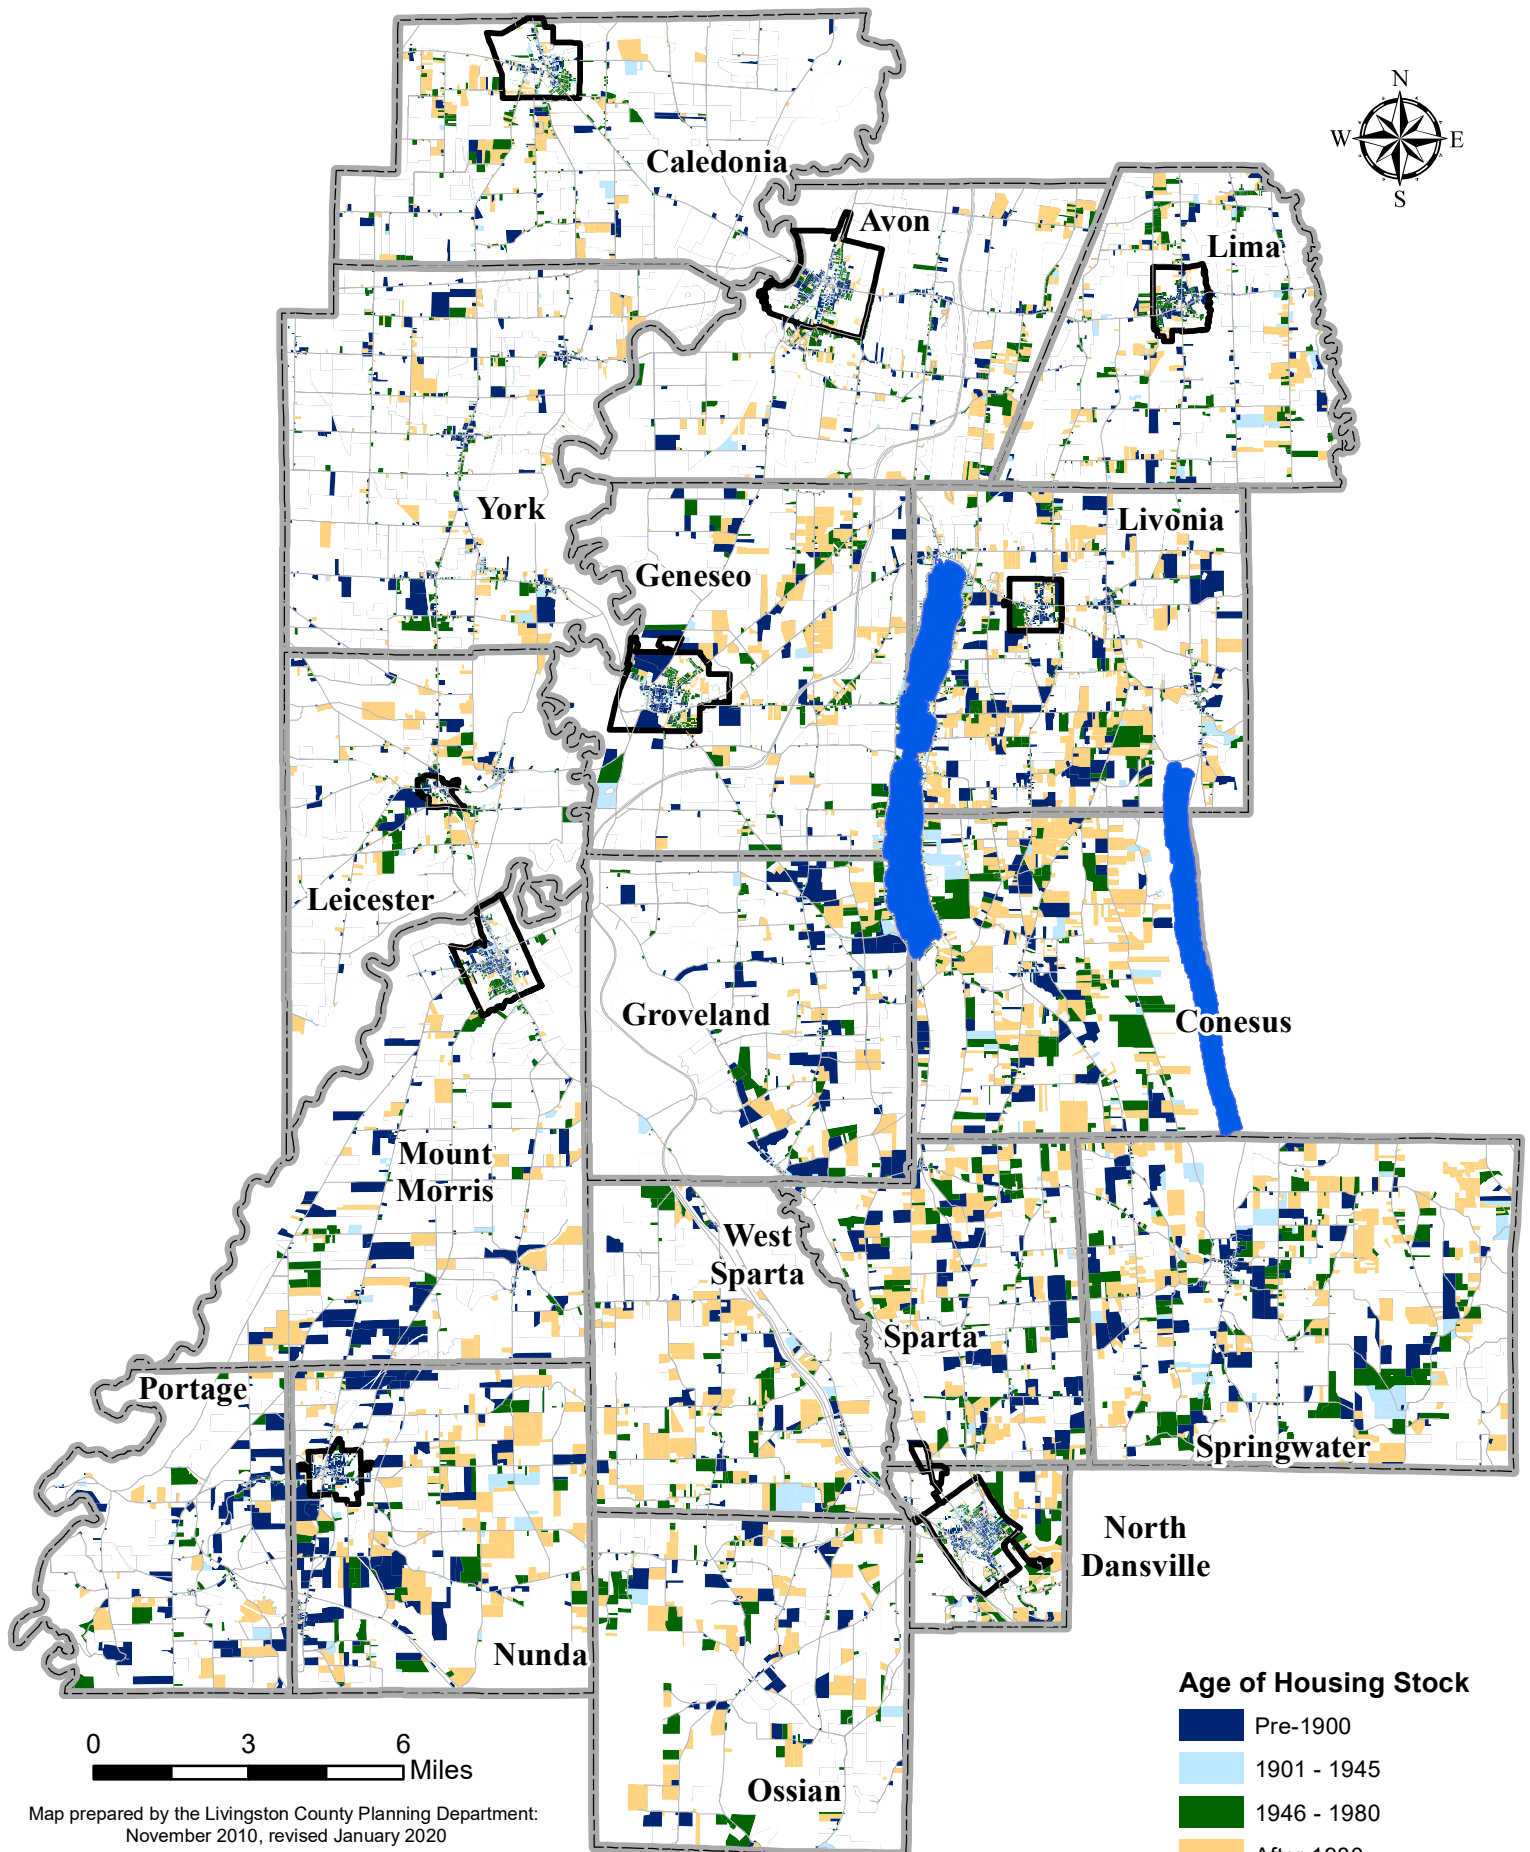 N
W
E
S
Caledonia
Avon
Lima
York
Livonia
Geneseo
Leicester
Groveland
Conesus
Mount
Morris
West
Sparta
Sparta
Portage
Springwater
North
Dansville
Nunda
Ossian
Age of Housing Stock
Pre-1900
1901 - 1945
1946 - 1980
After 1980
0 3 6
Miles
Map prepared by the Livingston County Planning Department:
November 2010, revised January 2020